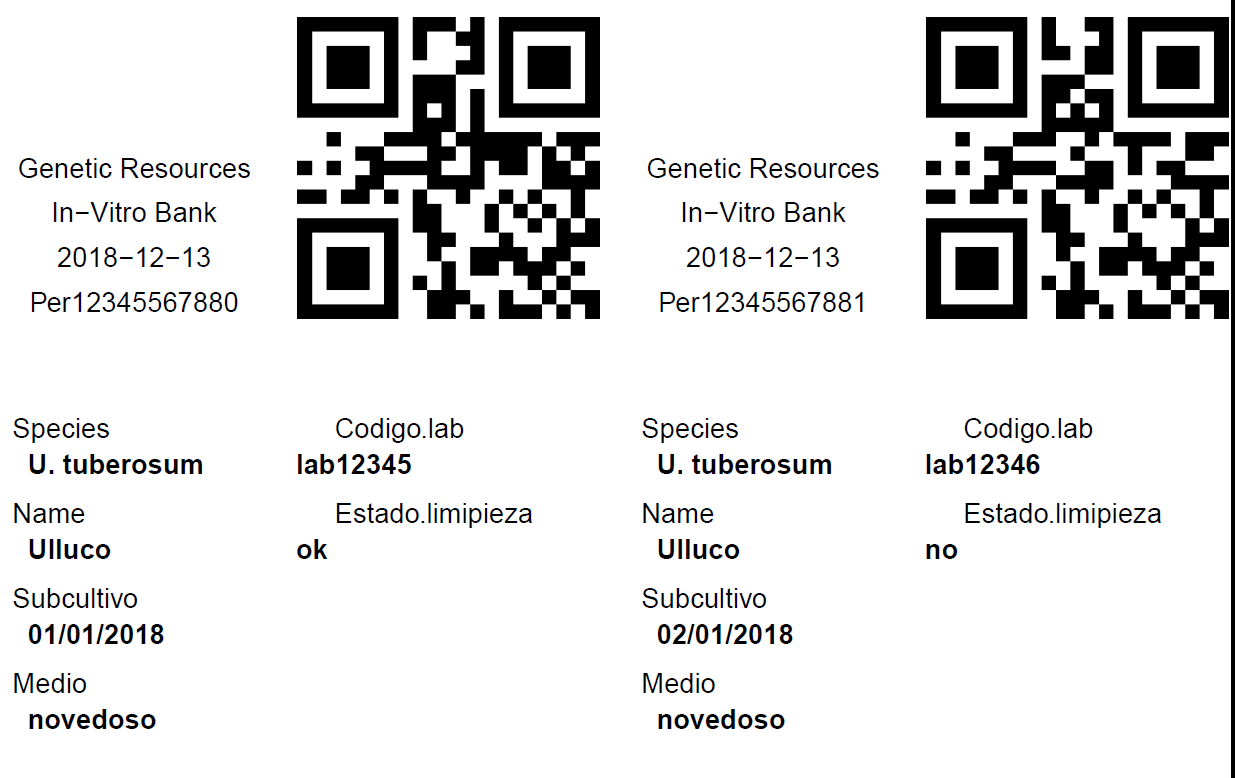 Genetic Resources
In−Vitro Bank
2018−12−13
Per12345567880
Species
U. tuberosum
Codigo.lab
lab12345
Name
Ulluco
Estado.limipieza
ok
Subcultivo
01/01/2018
Medio
novedoso
Genetic Resources
In−Vitro Bank
2018−12−13
Per12345567881
Species
U. tuberosum
Codigo.lab
lab12346
Name
Ulluco
Estado.limipieza
no
Subcultivo
02/01/2018
Medio
novedoso